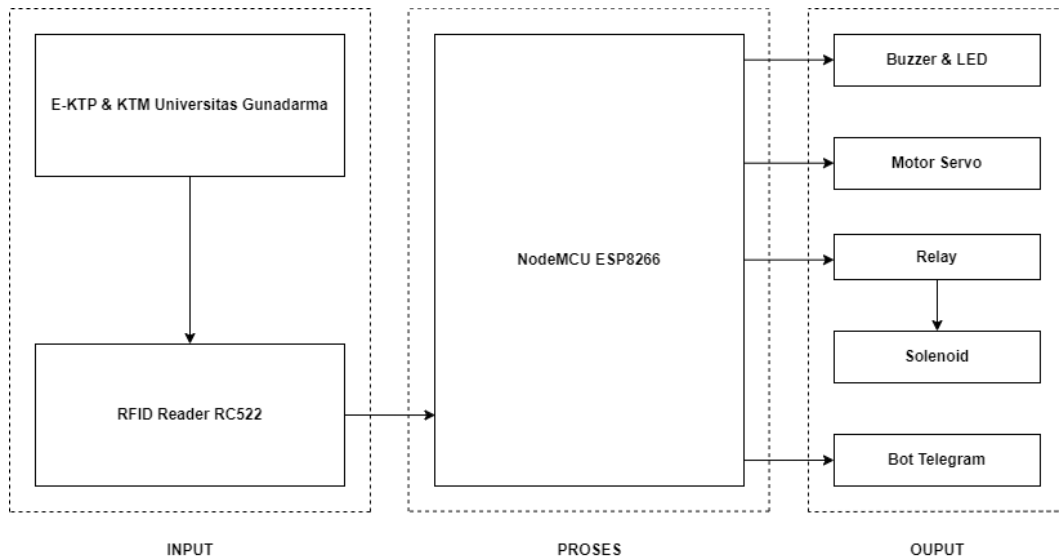 E-KTP & KTM Universitas Gunadarma
RFID Reader RC522
INPUT
NodeMCU ESP8266
PROSES
Buzzer & LED
Motor Servo
Relay
Solenoid
Bot Telegram
OUPUT